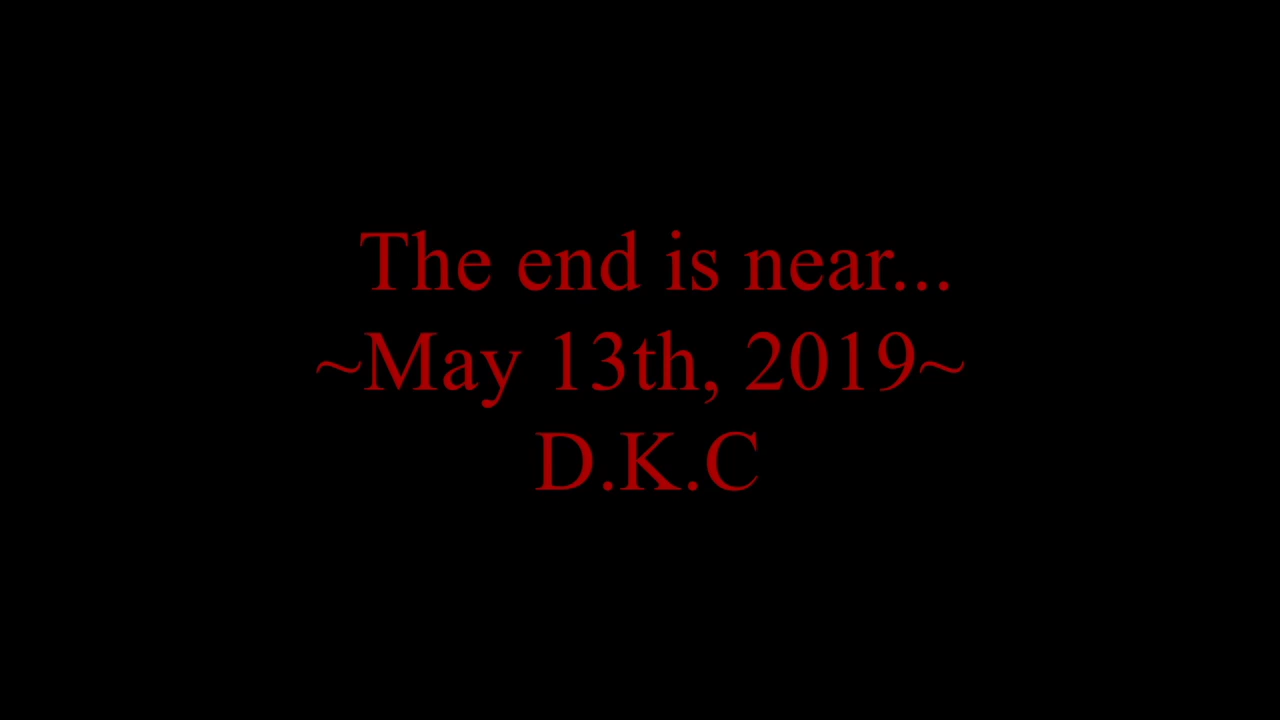 The end is near...
~May 13th, 2019~
D.K.C